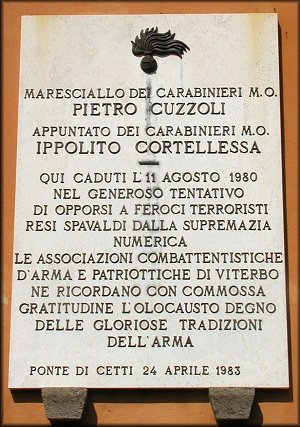 MARESCIALLO DEI CARABINIERI M.O.
PIETRO CUZZOLI
APPUNTATO DEI CARABINIERI M.O.
IPPOLITO CORTELLESSA
QUI CADUTI L'11 AGOSTO 1980
NEL GENEROSO TENTATIVO
DI OPPORSI A FEROCI TERRORISTI
RESI SPAVALDI DALLA SUPREMAZIA
NUMERICA
LE ASSOCIAZIONI COMBATTENTISTICHE
D'ARMA E PATRIOTTICHE DI VITERBO
NE RICORDANO CON COMMOSSA
GRATITUDINE L'OLOCAUSTO DEGNO
DELLE GLORIOSE TRADIZIONI
DELL'ARMA
PONTE DI CETTI 24 APRILE 1983